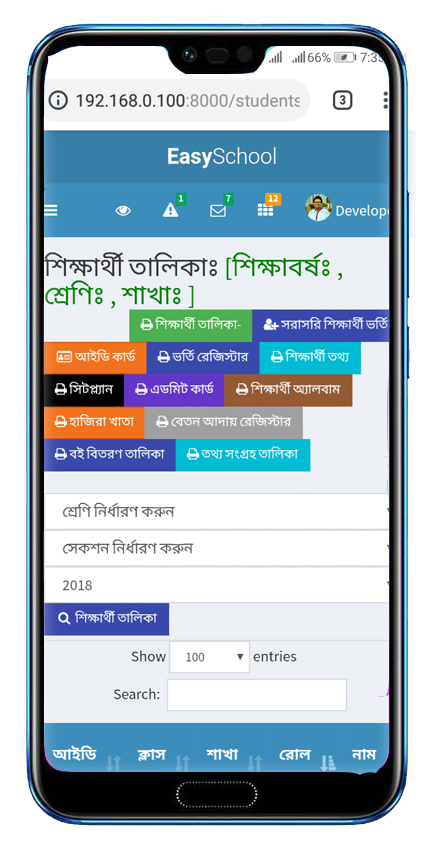 66% 7:3
192.168.0.100:8000/students
3
EasySchool
1 7 12
Develop
শিক্ষার্থী তালিকাঃ [শিক্ষাবর্ষঃ ,
শ্রেণিঃ , শাখাঃ ]
শিক্ষার্থী তালিকা- সরাসরি শিক্ষার্থী ভর্তি
আইডি কার্ড ভর্তি রেজিস্টার শিক্ষার্থী তথ্য
সিটপ্ল্যান এডমিট কার্ড শিক্ষার্থী অ্যালবাম
হাজিরা খাতা বেতন আদায় রেজিস্টার
বই বিতরণ তালিকা তথ্য সংগ্রহ তালিকা
শ্রেণি নির্ধারণ করুন
সেকশন নির্ধারণ করুন
2018
শিক্ষার্থী তালিকা
Show 100 entries
Search:
আইডি ক্লাস শাখা রোল নাম